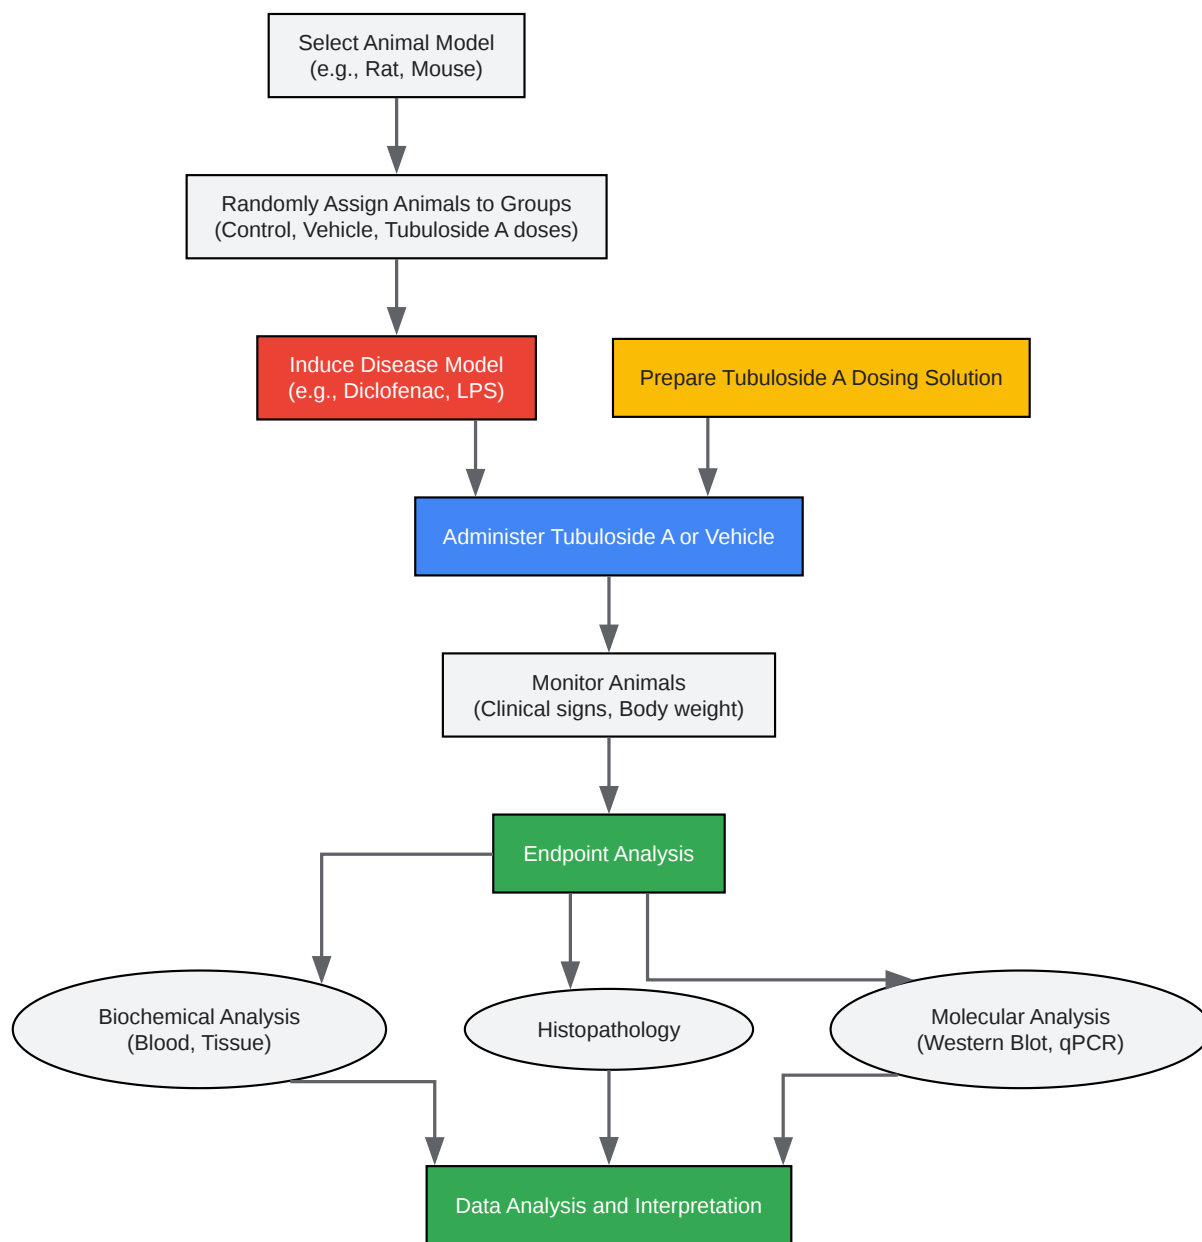 Select Animal Model
(e.g., Rat, Mouse)
Randomly Assign Animals to Groups
(Control, Vehicle, Tubuloside A doses)
Induce Disease Model
(e.g., Diclofenac, LPS)
Prepare Tubuloside A Dosing Solution
Administer Tubuloside A or Vehicle
Monitor Animals
(Clinical signs, Body weight)
Endpoint Analysis
Biochemical Analysis
(Blood, Tissue)
Histopathology
Molecular Analysis
(Western Blot, qPCR)
Data Analysis and Interpretation